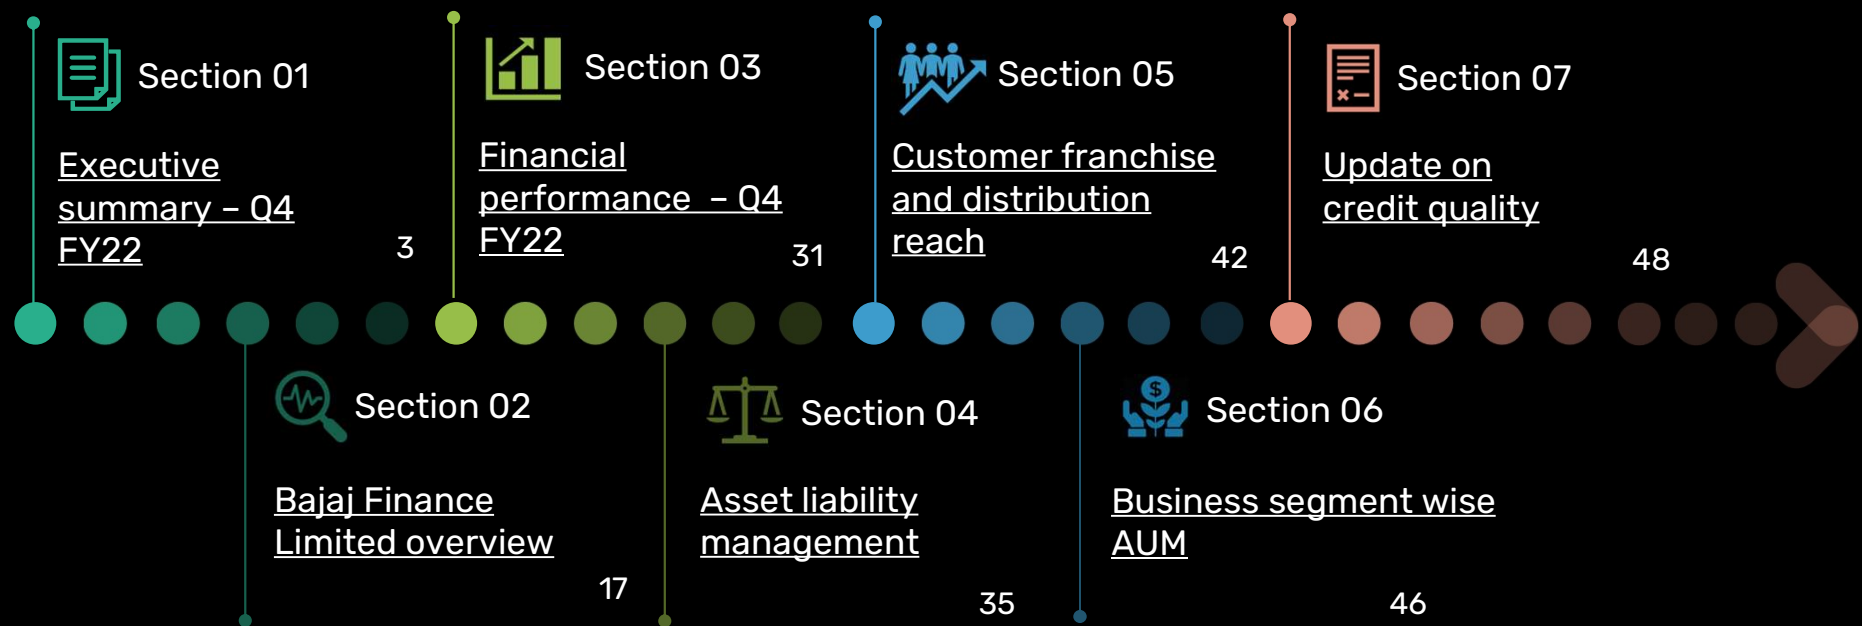 Section 01
Executive
summary – Q4
FY22
3
Section 02
Bajaj Finance
Limited overview
17
Section 03
Financial
performance – Q4
FY22
31
Section 04
Asset liability
management
35
Section 05
Customer franchise
and distribution
reach
42
Section 06
Business segment wise
AUM
46
Section 07
Update on
credit quality
48